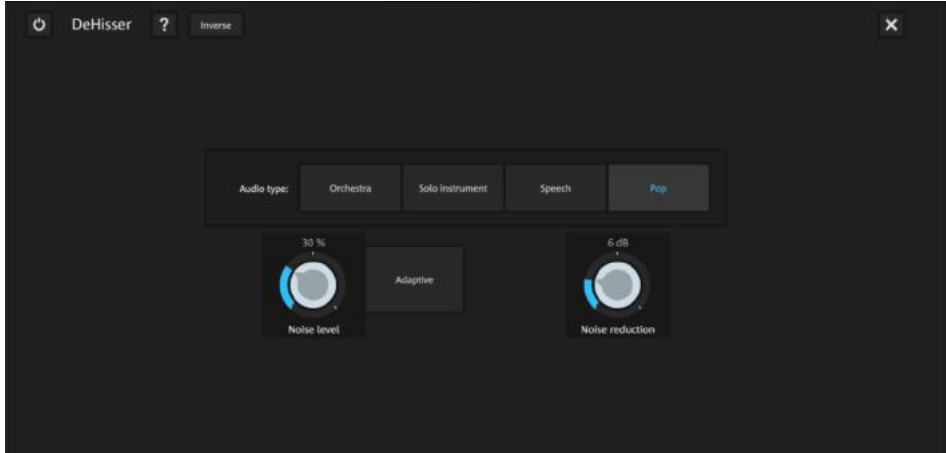 DeHisser ? Inverse
Audio type: Orchestra Solo instrument Speech Pop
30 % 6 dB
Adaptive
Noise level Noise reduction